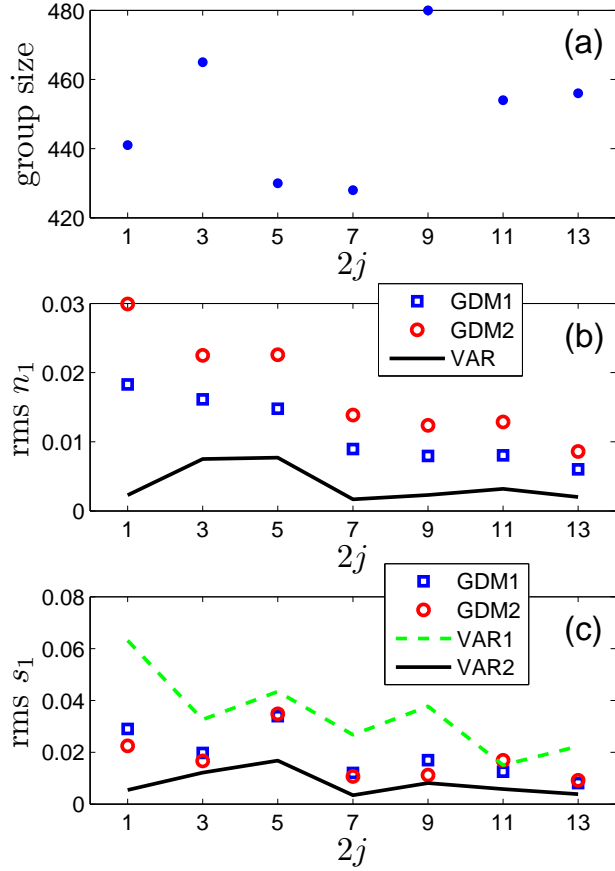 480
460
440
420
group size
(a)
1 3 5 7 9 11 13
2j
0.03
0.02
0.01
0
rms n₁
GDM1
GDM2
VAR
(b)
1 3 5 7 9 11 13
2j
0.08
0.06
0.04
0.02
0
rms s₁
GDM1
GDM2
VAR1
VAR2
(c)
1 3 5 7 9 11 13
2j